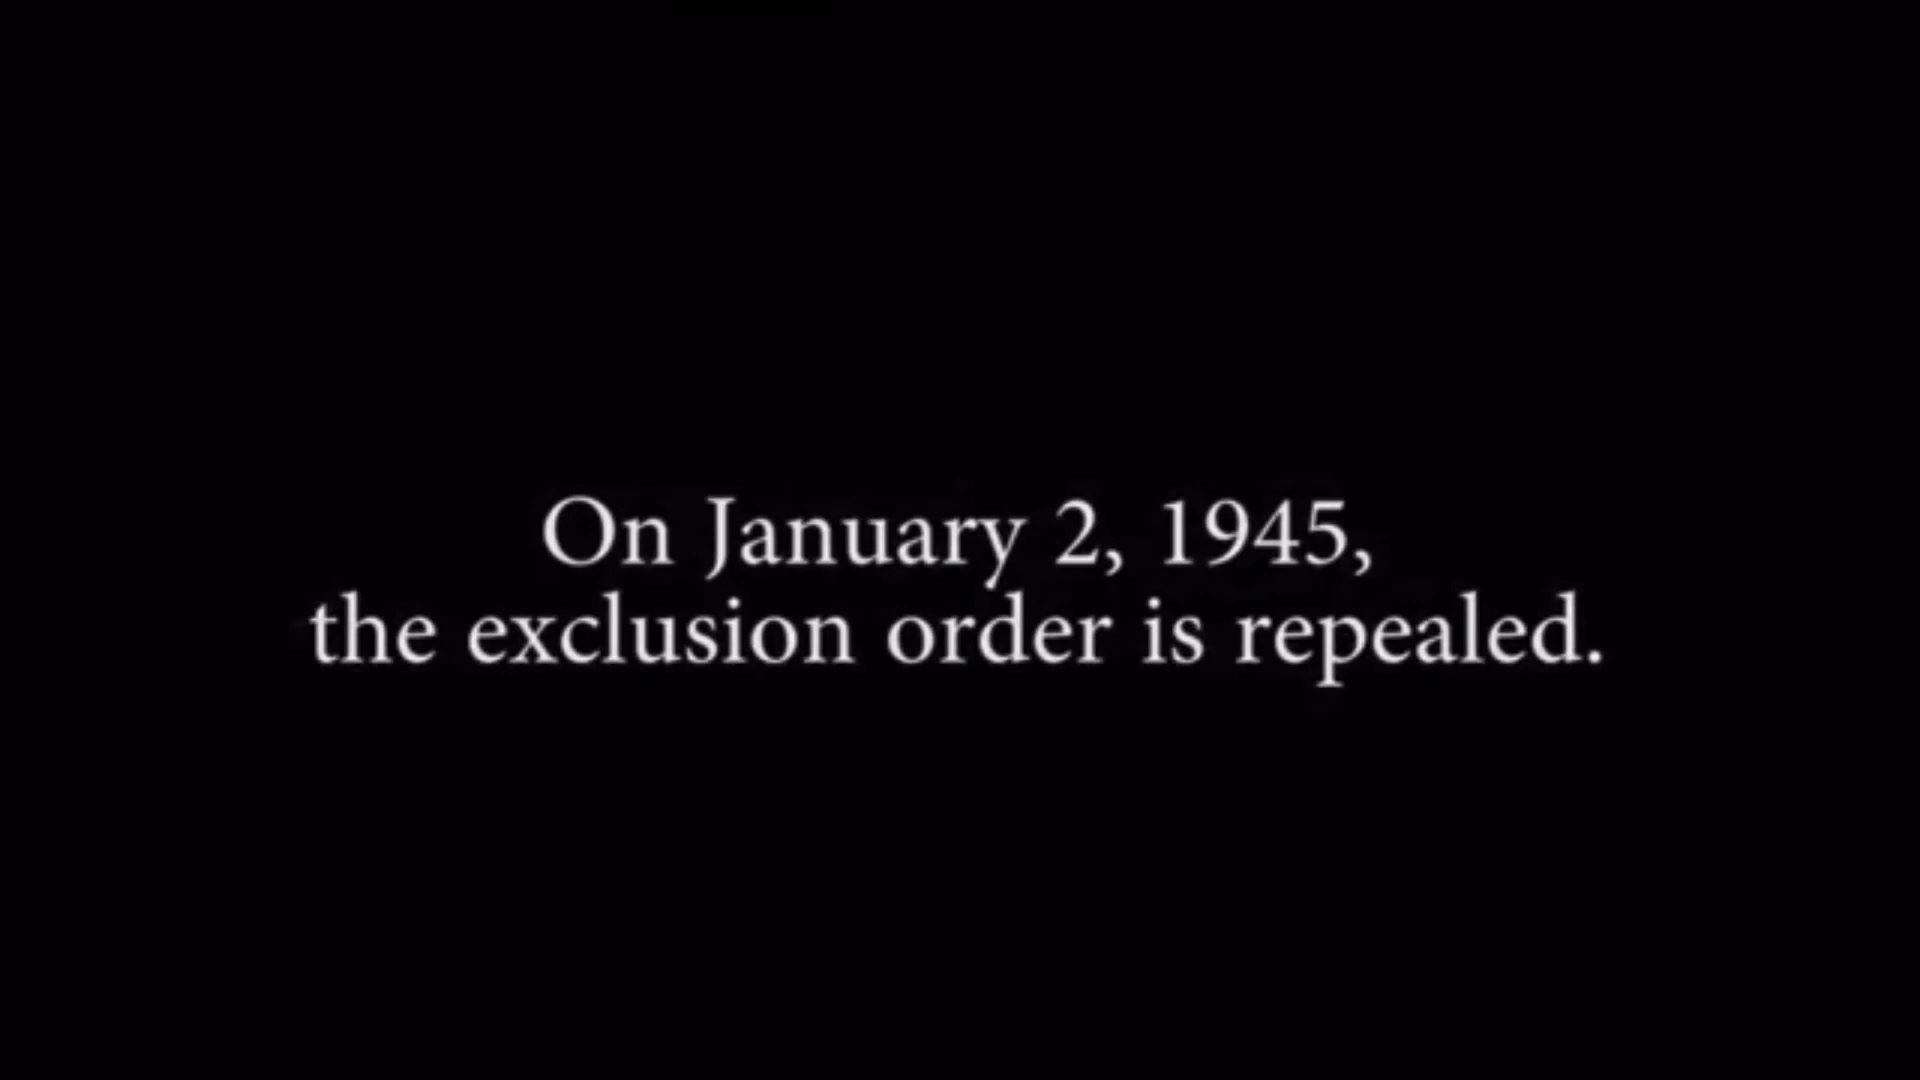 On January 2, 1945,
the exclusion order is repealed.